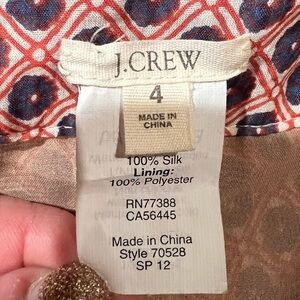 J.CREW
4
MADE IN
CHINA
100% Silk
Lining:
100% Polyester
RN77388
CA56445
Made in China
Style 70528
SP 12